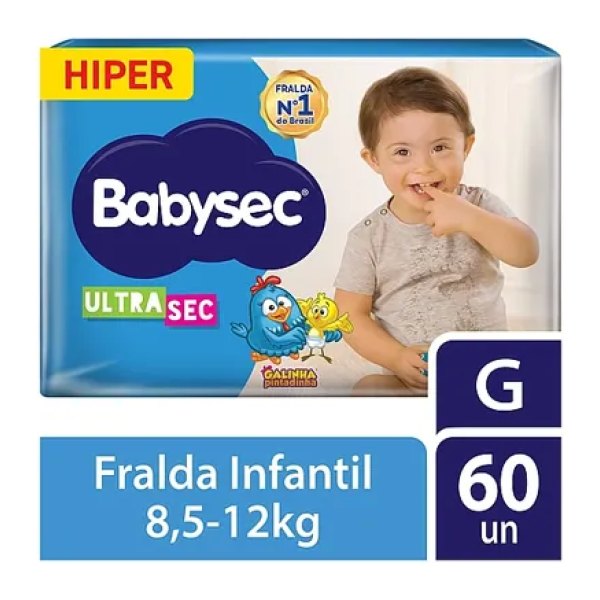 HIPER
FRALDA
Nº1
do Brasil
Babysec®
ULTRA SEC
GALINHA
pintadinha
G
Fralda Infantil
8,5-12kg
60
un